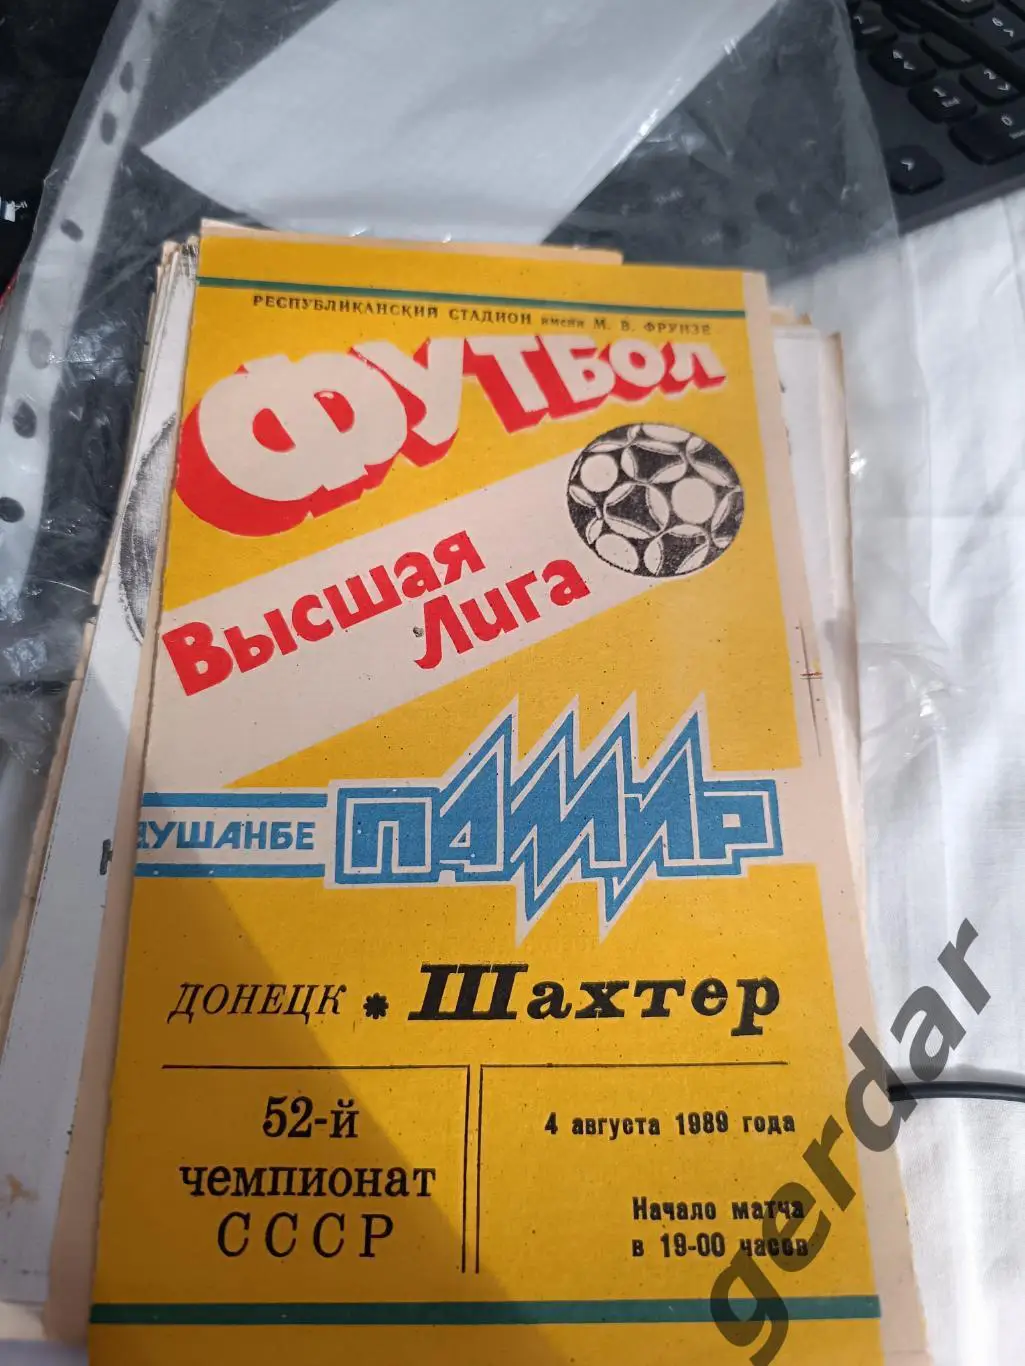 РЕСПУБЛИКАНСКИЙ СТАДИОН имени М. В. ФРУНЗЕ
ФУТБОЛ
Высшая
Лига
ДУШАНБЕ ПАМИР
ДОНЕЦК * Шахтер
52-й
чемпионат
СССР
4 августа 1989 года
Начало матча
в 19-00 часов
gerdar